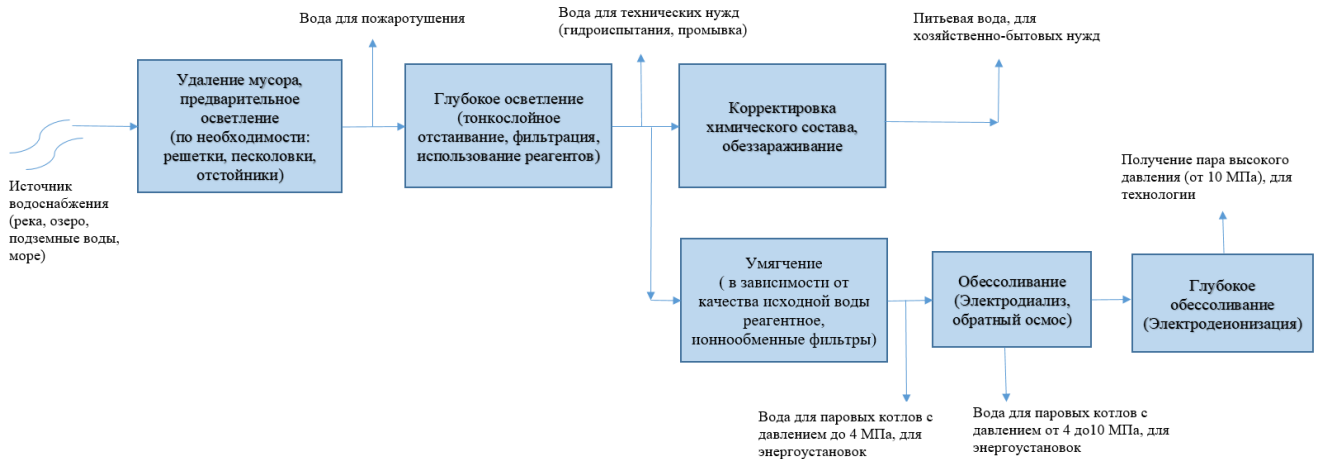 Вода для пожаротушения
Вода для технических нужд
(гидроиспытания, промывка)
Питьевая вода, для
хозяйственно-бытовых нужд
Источник
водоснабжения
(река, озеро,
подземные воды,
море)
Удаление мусора,
предварительное
осветление
(по необходимости:
решетки, песколовки,
отстойники)
Глубокое осветление
(тонкослойное
отстаивание, фильтрация,
использование реагентов)
Корректировка
химического состава,
обеззараживание
Получение пара высокого
давления (от 10 МПа), для
технологии
Умягчение
( в зависимости от
качества исходной воды
реагентное,
ионнообменные фильтры)
Обессоливание
(Электродиализ,
обратный осмос)
Глубокое
обессоливание
(Электродеионизация)
Вода для паровых котлов с
давлением до 4 МПа, для
энергоустановок
Вода для паровых котлов с
давлением от 4 до10 МПа, для
энергоустановок